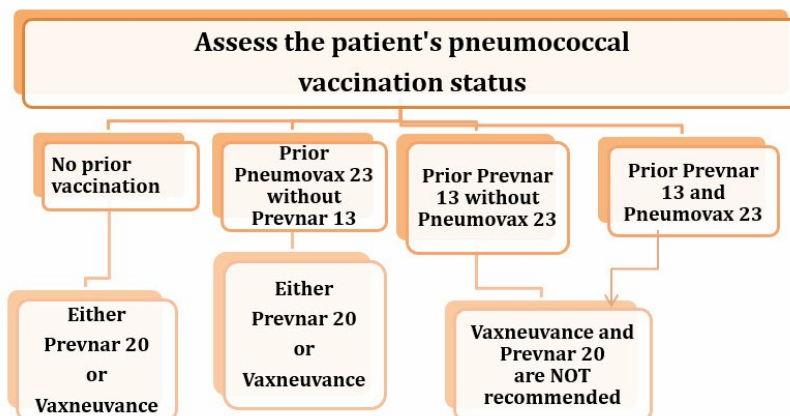 Assess the patient's pneumococcal
vaccination status
No prior
vaccination
Prior
Pneumovax 23
without
Prevnar 13
Prior Prevnar
13 without
Pneumovax 23
Prior Prevnar
13 and
Pneumovax 23
Either
Prevnar 20
or
Vaxneuvance
Either
Prevnar 20
or
Vaxneuvance
Vaxneuvance and
Prevnar 20
are NOT
recommended